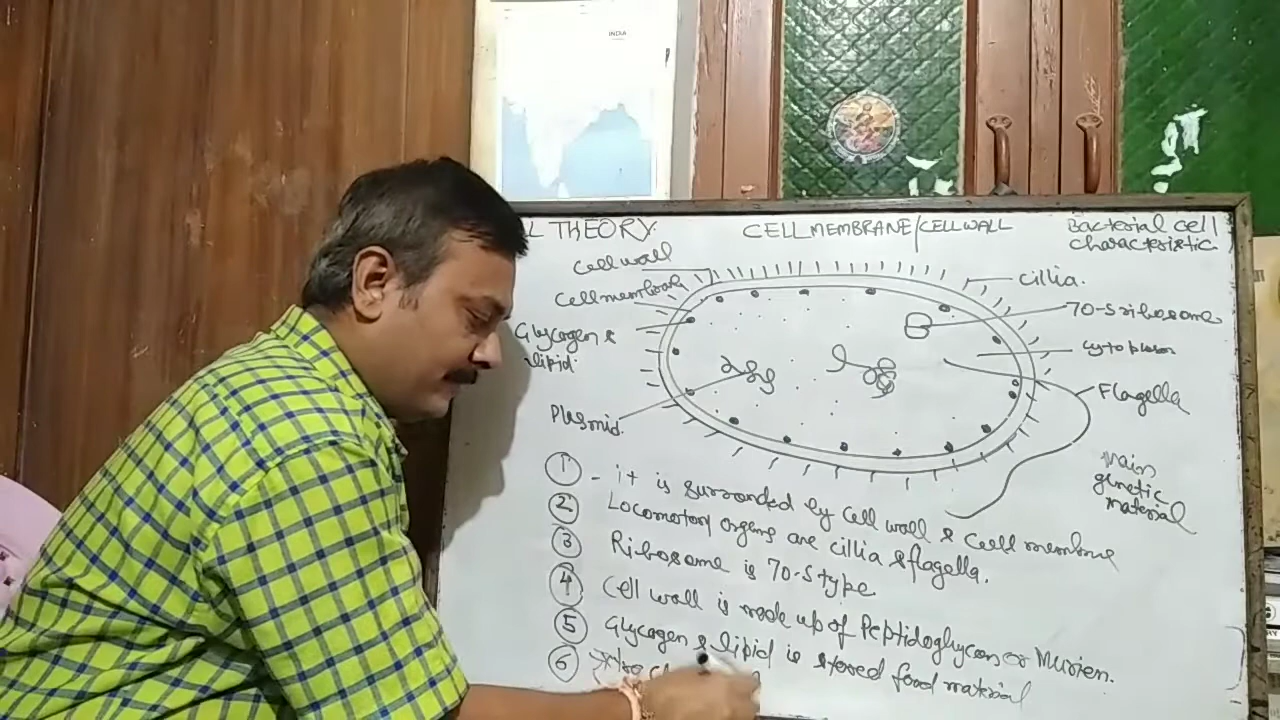 INDIA
L THEORY.
CELL MEMBRANE/CELL WALL
Bacterial cell
characteristic
Cell wall
Cell membrane
Glycogen &
lipid.
Plasmid.
Cillia.
70-S ribosome
cytoplasm
Flagella
Main
genetic
material
① - it is surrounded by cell wall & cell membrane
② Locomotory organs are cillia & flagella.
③ Ribosome is 70-S type
④ Cell wall is made up of Peptidoglycan or Murien.
⑤ Glycogen & lipid is stored food material
⑥